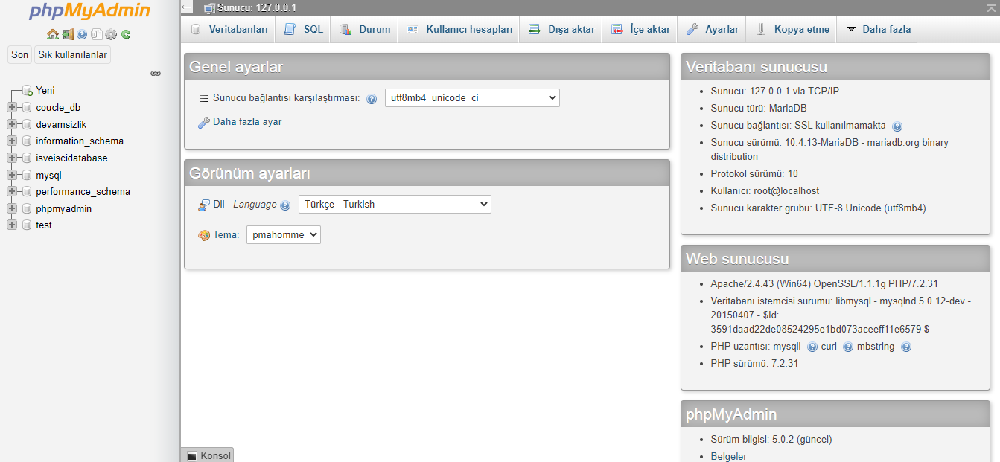 phpMyAdmin
Son Sık kullanılanlar
Yeni
coucle_db
devamsizlik
information_schema
isveiscidatabase
mysql
performance_schema
phpmyadmin
test
Sunucu: 127.0.0.1
Veritabanları SQL Durum Kullanıcı hesapları Dışa aktar İçe aktar Ayarlar Kopya etme Daha fazla
Genel ayarlar
Sunucu bağlantısı karşılaştırması: utf8mb4_unicode_ci
Daha fazla ayar
Görünüm ayarları
Dil - Language Türkçe - Turkish
Tema: pmahomme
Konsol
Veritabanı sunucusu
Sunucu: 127.0.0.1 via TCP/IP
Sunucu türü: MariaDB
Sunucu bağlantısı: SSL kullanılmamakta
Sunucu sürümü: 10.4.13-MariaDB - mariadb.org binary
distribution
Protokol sürümü: 10
Kullanıcı: root@localhost
Sunucu karakter grubu: UTF-8 Unicode (utf8mb4)
Web sunucusu
Apache/2.4.43 (Win64) OpenSSL/1.1.1g PHP/7.2.31
Veritabanı istemcisi sürümü: libmysql - mysqlnd 5.0.12-dev -
20150407 - $Id:
3591daad22de08524295e1bd073aceeff11e6579 $
PHP uzantısı: mysqli curl mbstring
PHP sürümü: 7.2.31
phpMyAdmin
Sürüm bilgisi: 5.0.2 (güncel)
Belgeler